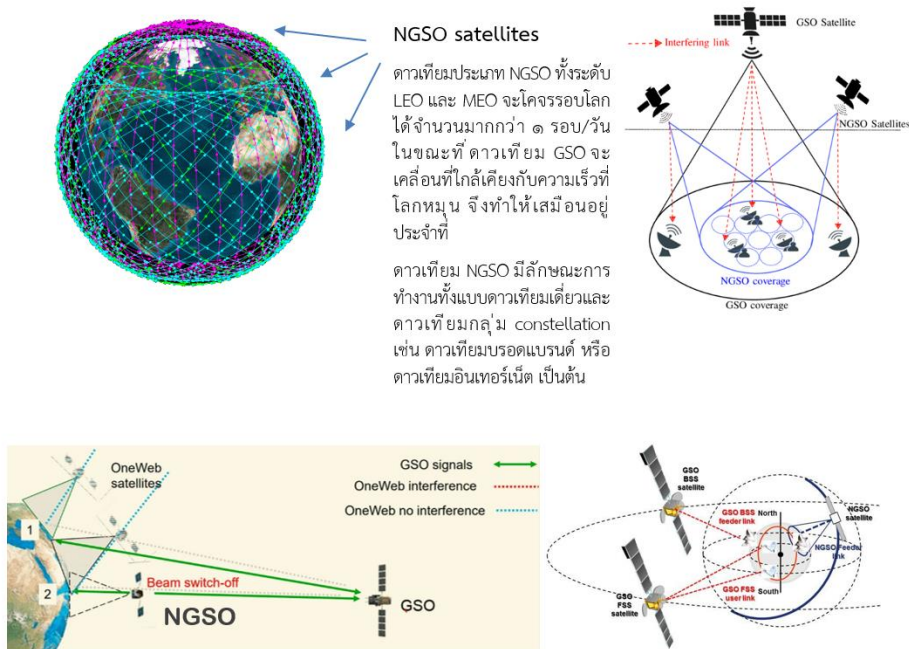 NGSO satellites
ดาวเทียมประเภท NGSO ทั้งระดับ
LEO และ MEO จะโคจรรอบโลก
ได้จำนวนมากกว่า ๑ รอบ/วัน
ในขณะที่ดาวเทียม GSO จะ
เคลื่อนที่ใกล้เคียงกับความเร็วที่
โลกหมุน จึงทำให้เสมือนอยู่
ประจำที่
ดาวเทียม NGSO มีลักษณะการ
ทำงานทั้งแบบดาวเทียมเดี่ยวและ
ดาวเทียมกลุ่ม constellation
เช่น ดาวเทียมบรอดแบรนด์ หรือ
ดาวเทียมอินเทอร์เน็ต เป็นต้น
GSO Satellite
Interfering link
NGSO Satellites
NGSO coverage
GSO coverage
OneWeb
satellites
GSO signals
OneWeb interference
OneWeb no interference
1
2
Beam switch-off
NGSO
GSO
GSO
BSS
satellite
GSO BSS
feeder link
North
NGSO
satellite
NGSO Feeder
link
GSO
FSS
satellite
GSO FSS
user link
South